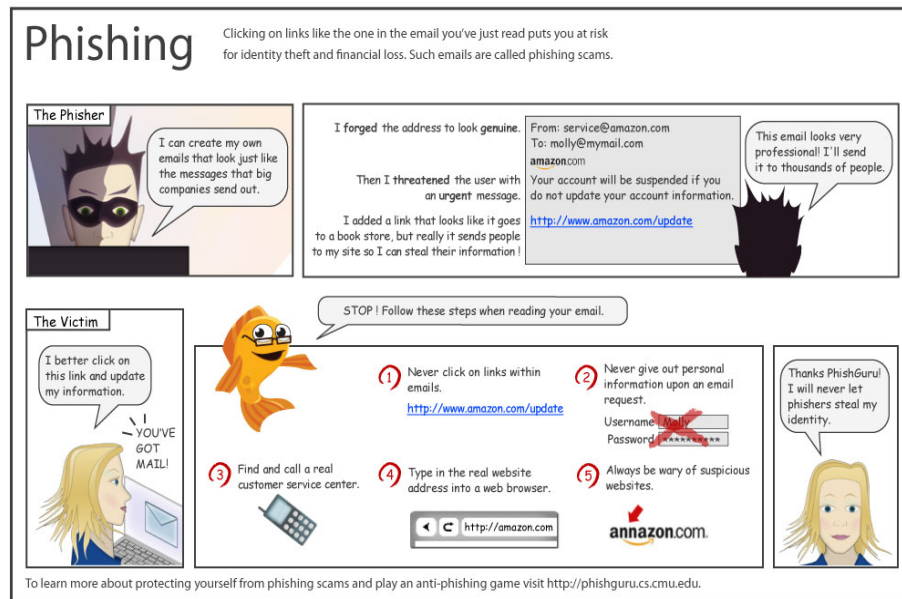 Phishing
Clicking on links like the one in the email you've just read puts you at risk
for identity theft and financial loss. Such emails are called phishing scams.
The Phisher
I can create my own
emails that look just like
the messages that big
companies send out.
I forged the address to look genuine.
Then I threatened the user with
an urgent message.
I added a link that looks like it goes
to a book store, but really it sends people
to my site so I can steal their information !
From: service@amazon.com
To: molly@mymail.com
amazon.com
Your account will be suspended if you
do not update your account information.
http://www.amazon.com/update
This email looks very
professional! I'll send
it to thousands of people.
The Victim
I better click on
this link and update
my information.
YOU'VE
GOT
MAIL!
STOP ! Follow these steps when reading your email.
1
Never click on links within
emails.
http://www.amazon.com/update
2
Never give out personal
information upon an email
request.
Username Molly
Password **********
3
Find and call a real
customer service center.
4
Type in the real website
address into a web browser.
http://amazon.com
5
Always be wary of suspicious
websites.
annazon.com.
Thanks PhishGuru!
I will never let
phishers steal my
identity.
To learn more about protecting yourself from phishing scams and play an anti-phishing game visit http://phishguru.cs.cmu.edu.